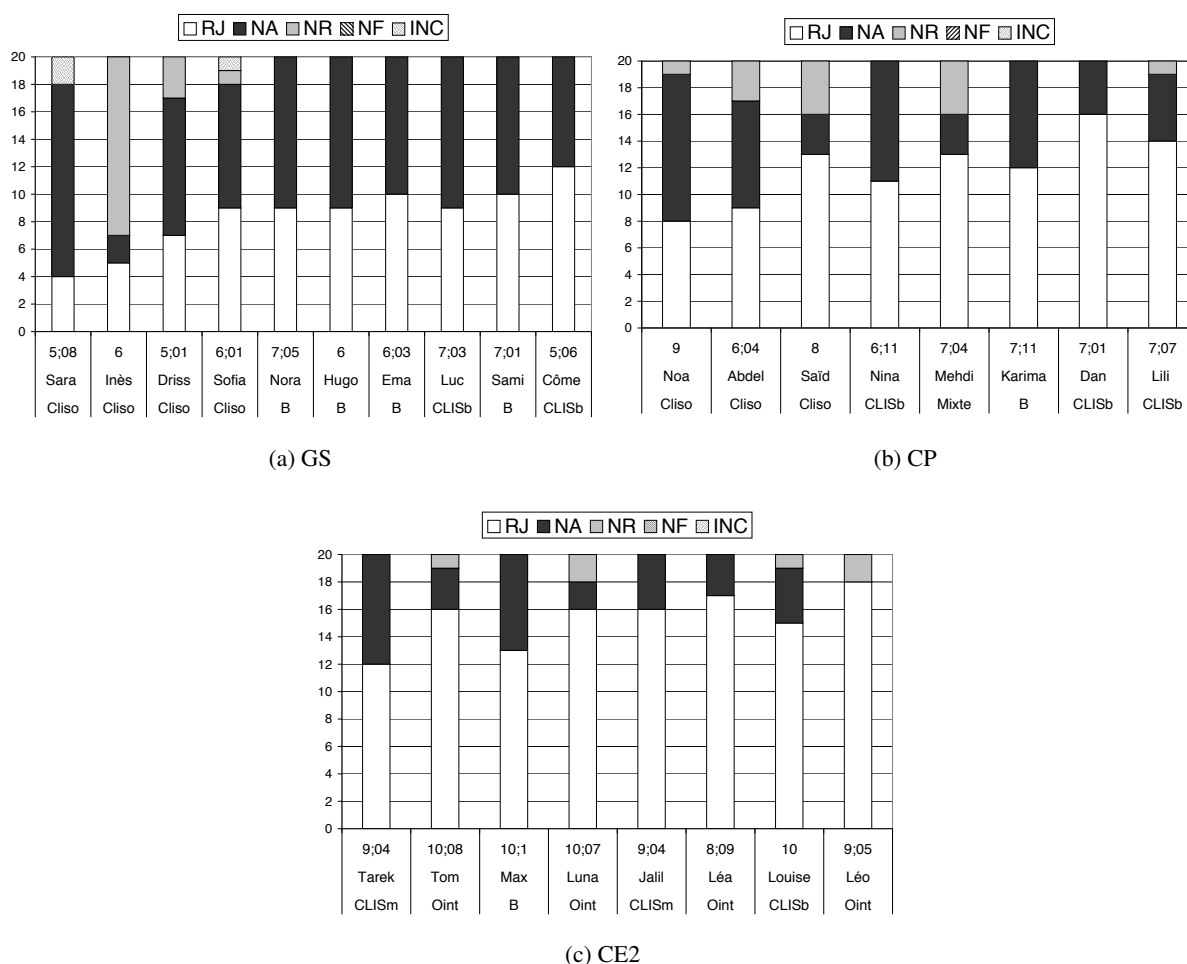 RJ NA NR NF INC
20
18
16
14
12
10
8
6
4
2
0
5;08 6 5;01 6;01 7;05 6 6;03 7;03 7;01 5;06
Sara Inès Driss Sofia Nora Hugo Ema Luc Sami Côme
Cliso Cliso Cliso Cliso B B B CLISb B CLISb
(a) GS
RJ NA NR NF INC
20
18
16
14
12
10
8
6
4
2
0
9 6;04 8 6;11 7;04 7;11 7;01 7;07
Noa Abdel Saïd Nina Mehdi Karima Dan Lili
Cliso Cliso Cliso CLISb Mixte B CLISb CLISb
(b) CP
RJ NA NR NF INC
20
18
16
14
12
10
8
6
4
2
0
9;04 10;08 10;1 10;07 9;04 8;09 10 9;05
Tarek Tom Max Luna Jalil Léa Louise Léo
CLISm Oint B Oint CLISm Oint CLISb Oint
(c) CE2